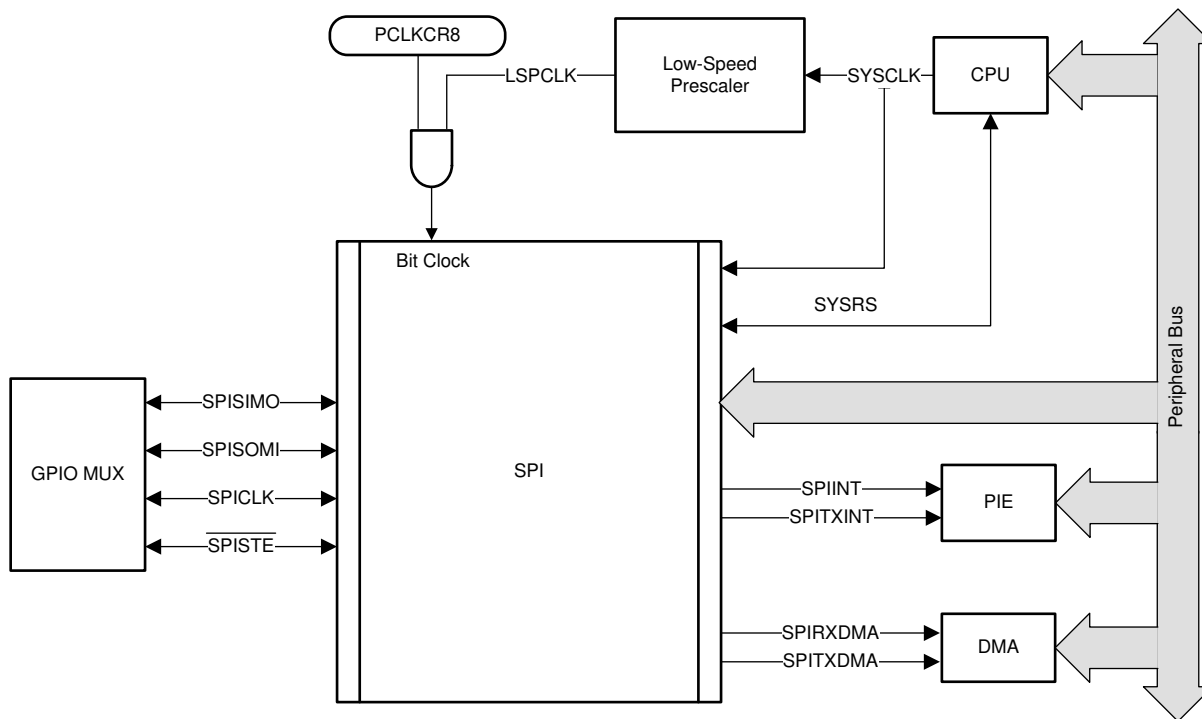 PCLKCR8
LSPCLK
Low-Speed
Prescaler
SYSCLK
CPU
Bit Clock
SYSRS
Peripheral Bus
GPIO MUX
SPISIMO
SPISOMI
SPICLK
SPISTE
SPI
SPIINT
SPITXINT
PIE
SPIRXDMA
SPITXDMA
DMA